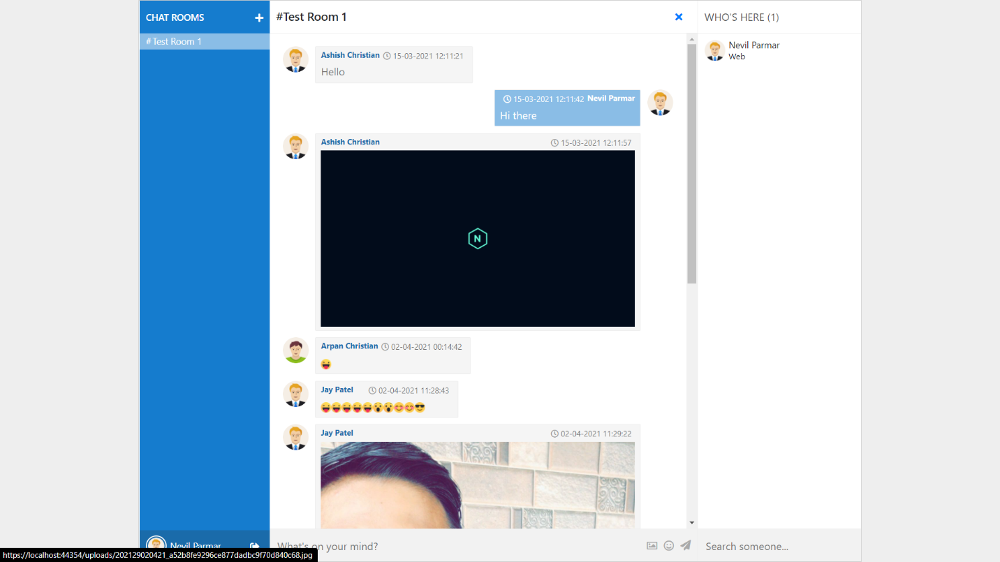 CHAT ROOMS
#Test Room 1
WHO'S HERE (1)
#Test Room 1
Nevil Parmar
Web
Ashish Christian 15-03-2021 12:11:21
Hello
15-03-2021 12:11:42 Nevil Parmar
Hi there
Ashish Christian 15-03-2021 12:11:57
N
Arpan Christian 02-04-2021 00:14:42
😝
Jay Patel 02-04-2021 11:28:43
😝😝😝😝😝😲😲😊😊😎
Jay Patel 02-04-2021 11:29:22
Nevil Parmar
What's on your mind?
Search someone...
https://localhost:44354/uploads/202129020421_a52b8fe9296ce877dadbc9f70d840c68.jpg